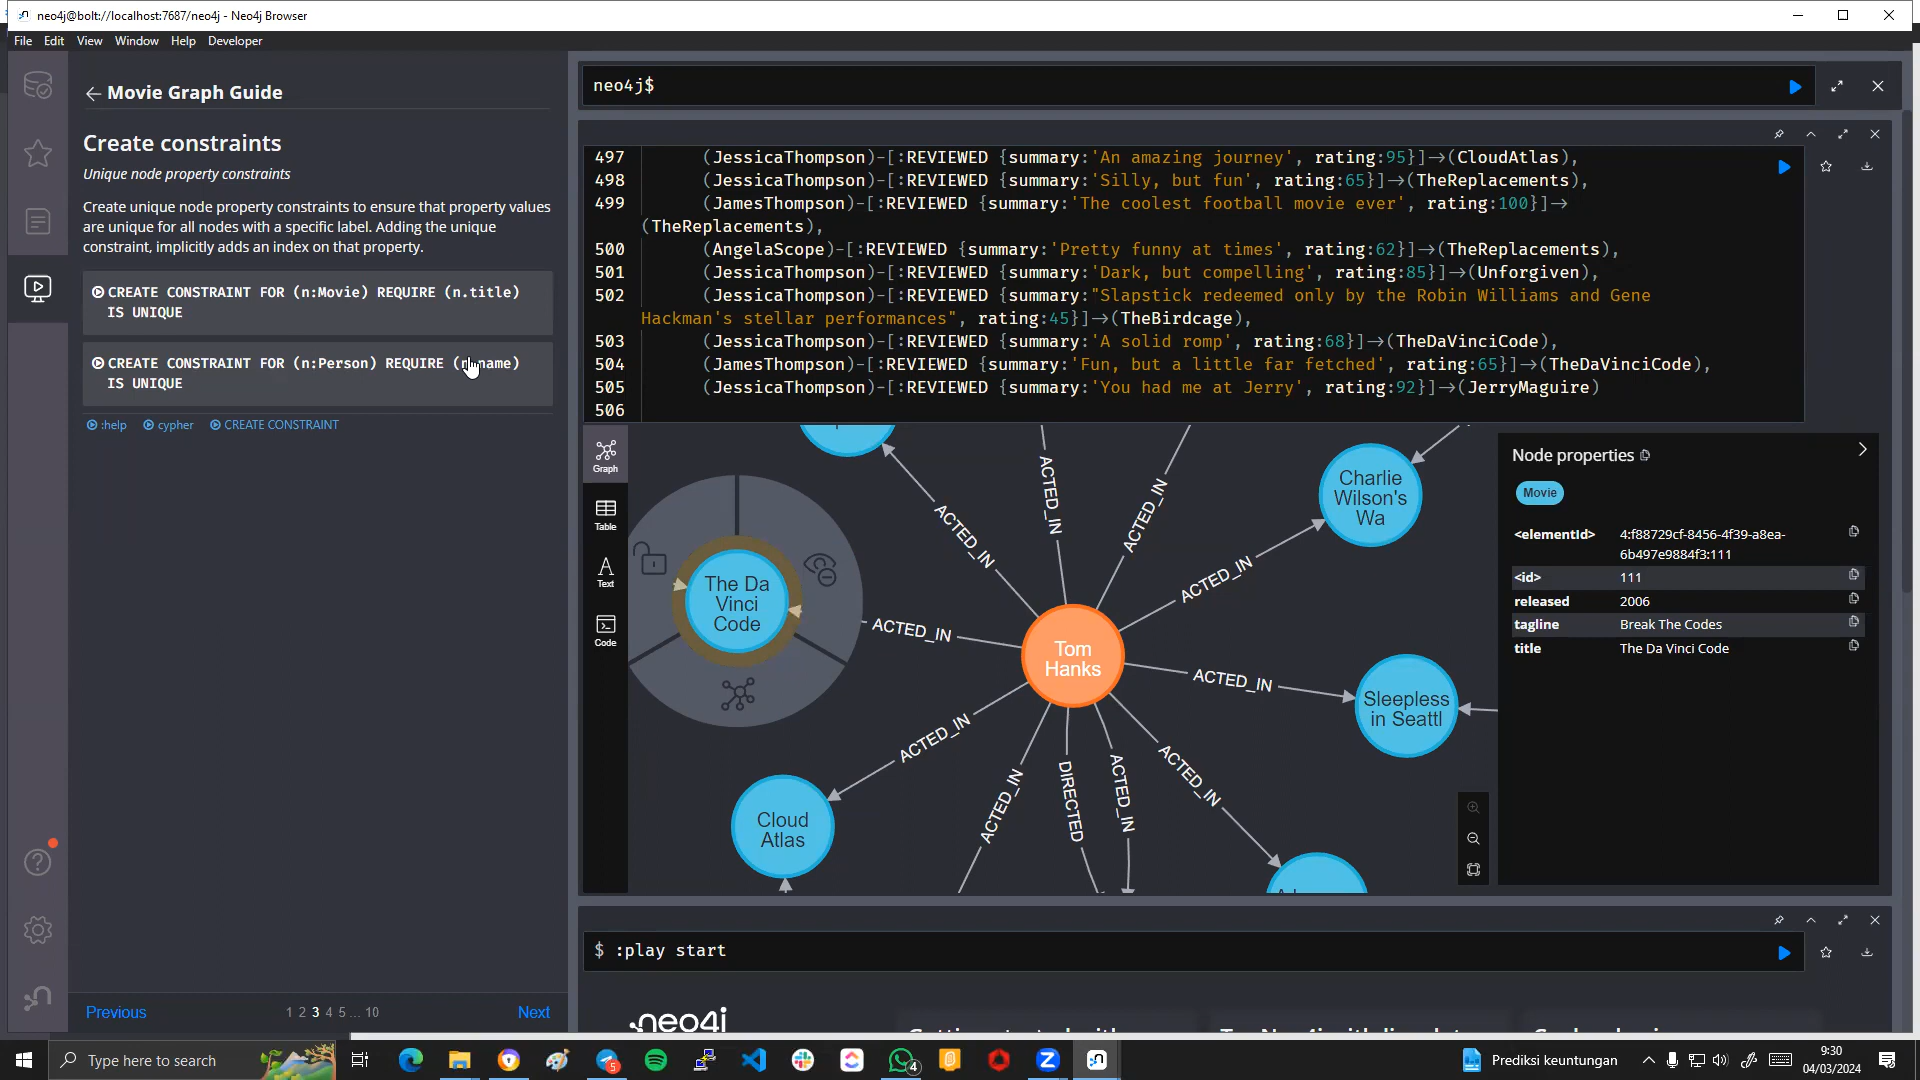 neo4j@bolt://localhost:7687/neo4j - Neo4j Browser
File Edit View Window Help Developer
Movie Graph Guide
Create constraints
Unique node property constraints
Create unique node property constraints to ensure that property values
are unique for all nodes with a specific label. Adding the unique
constraint, implicitly adds an index on that property.
CREATE CONSTRAINT FOR (n:Movie) REQUIRE (n.title)
IS UNIQUE
CREATE CONSTRAINT FOR (n:Person) REQUIRE (n.name)
IS UNIQUE
:help cypher CREATE CONSTRAINT
Previous 1 2 3 4 5 ... 10 Next
neo4j$
497 (JessicaThompson)-[:REVIEWED {summary:'An amazing journey', rating:95}]->(CloudAtlas),
498 (JessicaThompson)-[:REVIEWED {summary:'Silly, but fun', rating:65}]->(TheReplacements),
499 (JamesThompson)-[:REVIEWED {summary:'The coolest football movie ever', rating:100}]->
(TheReplacements),
500 (AngelaScope)-[:REVIEWED {summary:'Pretty funny at times', rating:62}]->(TheReplacements),
501 (JessicaThompson)-[:REVIEWED {summary:'Dark, but compelling', rating:85}]->(Unforgiven),
502 (JessicaThompson)-[:REVIEWED {summary:"Slapstick redeemed only by the Robin Williams and Gene
Hackman's stellar performances", rating:45}]->(TheBirdcage),
503 (JessicaThompson)-[:REVIEWED {summary:'A solid romp', rating:68}]->(TheDaVinciCode),
504 (JamesThompson)-[:REVIEWED {summary:'Fun, but a little far fetched', rating:65}]->(TheDaVinciCode),
505 (JessicaThompson)-[:REVIEWED {summary:'You had me at Jerry', rating:92}]->(JerryMaguire)
506
Graph
Table
Text
Code
The Da
Vinci
Code
Tom
Hanks
Charlie
Wilson's
Wa
Sleepless
in Seattl
Cloud
Atlas
ACTED_IN
ACTED_IN
ACTED_IN
ACTED_IN
ACTED_IN
ACTED_IN
ACTED_IN
ACTED_IN
DIRECTED
ACTED_IN
ACTED_IN
Node properties
Movie
<elementId> 4:f88729cf-8456-4f39-a8ea-
6b497e9884f3:111
<id> 111
released 2006
tagline Break The Codes
title The Da Vinci Code
$ :play start
neo4j
Type here to search
5
4
Prediksi keuntungan
9:30
04/03/2024